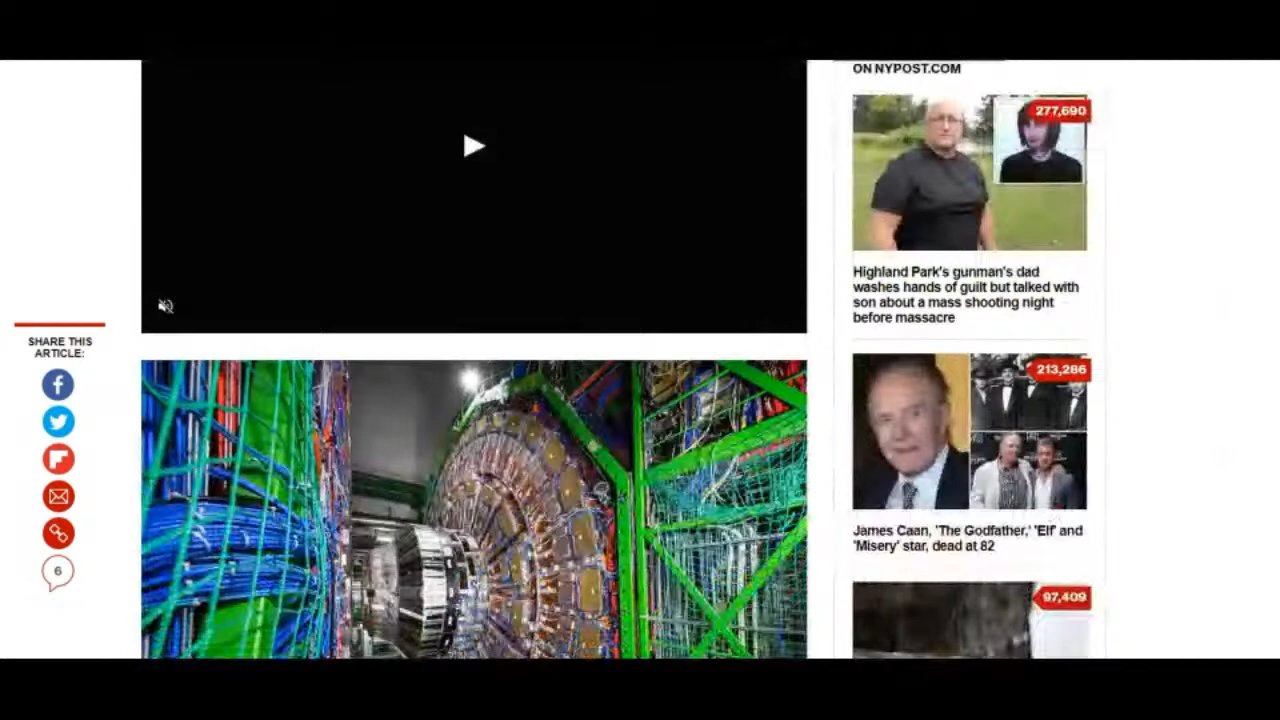 ON NYPOST.COM
277,690
Highland Park's gunman's dad
washes hands of guilt but talked with
son about a mass shooting night
before massacre
SHARE THIS
ARTICLE:
6
213,286
James Caan, 'The Godfather,' 'Elf' and
'Misery' star, dead at 82
97,409